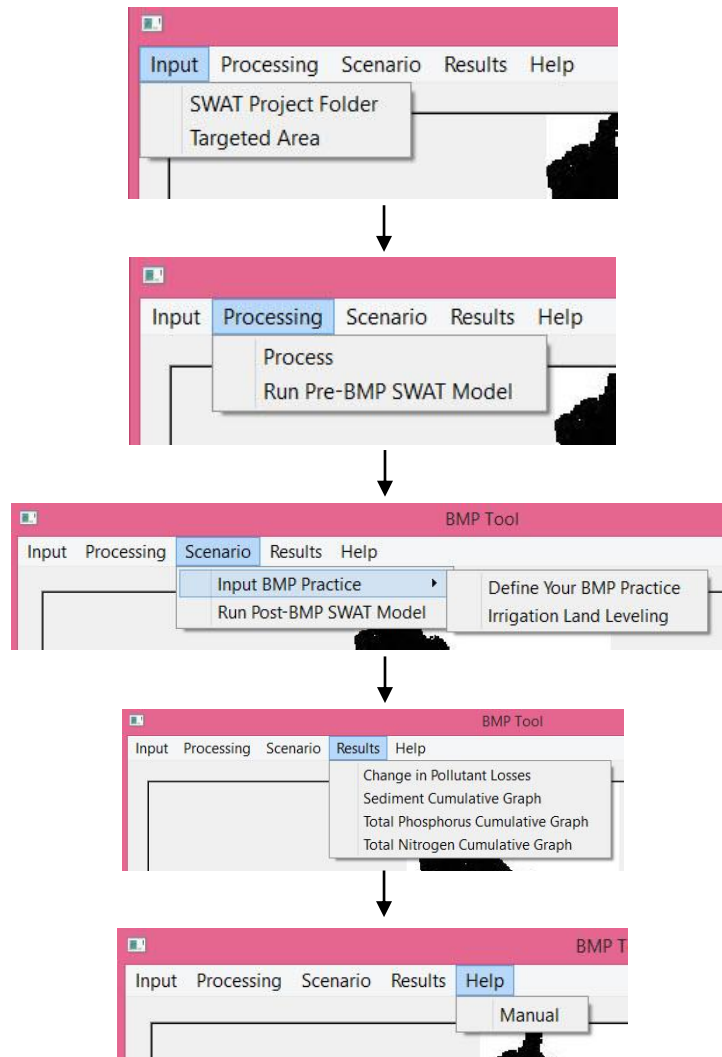 Input Processing Scenario Results Help
SWAT Project Folder
Targeted Area
Input Processing Scenario Results Help
Process
Run Pre-BMP SWAT Model
BMP Tool
Input Processing Scenario Results Help
Input BMP Practice
Define Your BMP Practice
Run Post-BMP SWAT Model
Irrigation Land Leveling
BMP Tool
Input Processing Scenario Results Help
Change in Pollutant Losses
Sediment Cumulative Graph
Total Phosphorus Cumulative Graph
Total Nitrogen Cumulative Graph
BMP T
Input Processing Scenario Results Help
Manual